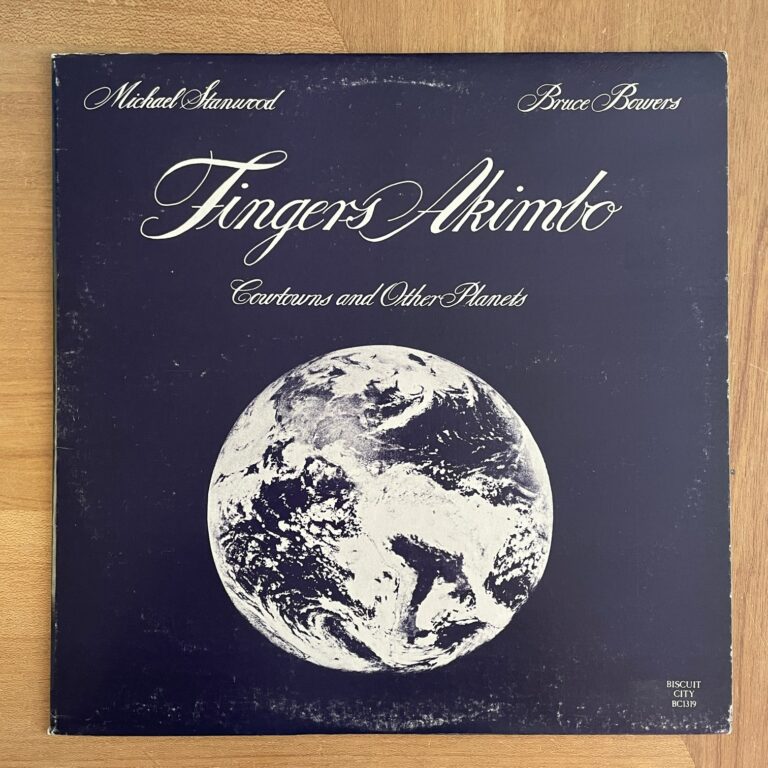 Michael Stanwood
Bruce Bowers
Fingers Akimbo
Cowtowns and Other Planets
BISCUIT
CITY
BC1319